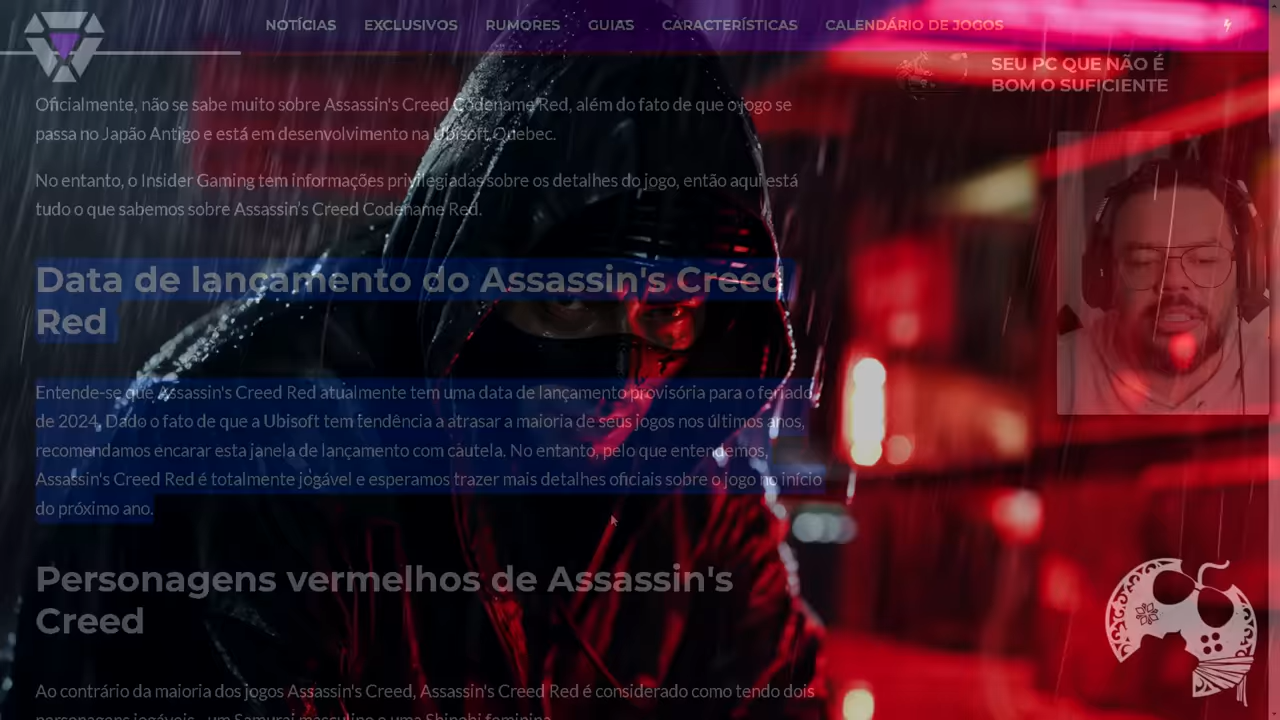 NOTÍCIAS EXCLUSIVOS RUMORES GUIAS CARACTERÍSTICAS CALENDÁRIO DE JOGOS
SEU PC QUE NÃO É
BOM O SUFICIENTE
Oficialmente, não se sabe muito sobre Assassin's Creed Codename Red, além do fato de que o jogo se
passa no Japão Antigo e está em desenvolvimento na Ubisoft Quebec.
No entanto, o Insider Gaming tem informações privilegiadas sobre os detalhes do jogo, então aqui está
tudo o que sabemos sobre Assassin's Creed Codename Red.
Data de lançamento do Assassin's Creed
Red
Entende-se que Assassin's Creed Red atualmente tem uma data de lançamento provisória para o feriado
de 2024. Dado o fato de que a Ubisoft tem tendência a atrasar a maioria de seus jogos nos últimos anos,
recomendamos encarar esta janela de lançamento com cautela. No entanto, pelo que entendemos,
Assassin's Creed Red é totalmente jogável e esperamos trazer mais detalhes oficiais sobre o jogo no início
do próximo ano.
Personagens vermelhos de Assassin's
Creed
Ao contrário da maioria dos jogos Assassin's Creed, Assassin's Creed Red é considerado como tendo dois
personagens jogáveis - um Samurai masculino e uma Shinobi feminina.